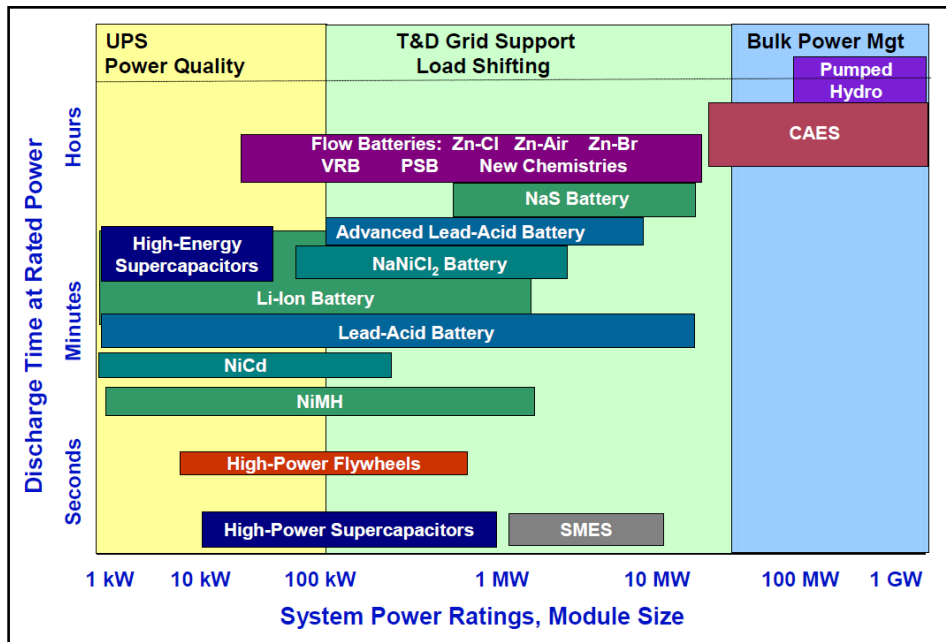 UPS
Power Quality
T&D Grid Support
Load Shifting
Bulk Power Mgt
Pumped
Hydro
CAES
Flow Batteries: Zn-Cl Zn-Air Zn-Br
VRB PSB New Chemistries
NaS Battery
Advanced Lead-Acid Battery
High-Energy
Supercapacitors
NaNiCl₂ Battery
Li-Ion Battery
Lead-Acid Battery
NiCd
NiMH
High-Power Flywheels
High-Power Supercapacitors
SMES
Discharge Time at Rated Power
Hours
Minutes
Seconds
1 kW 10 kW 100 kW 1 MW 10 MW 100 MW 1 GW
System Power Ratings, Module Size